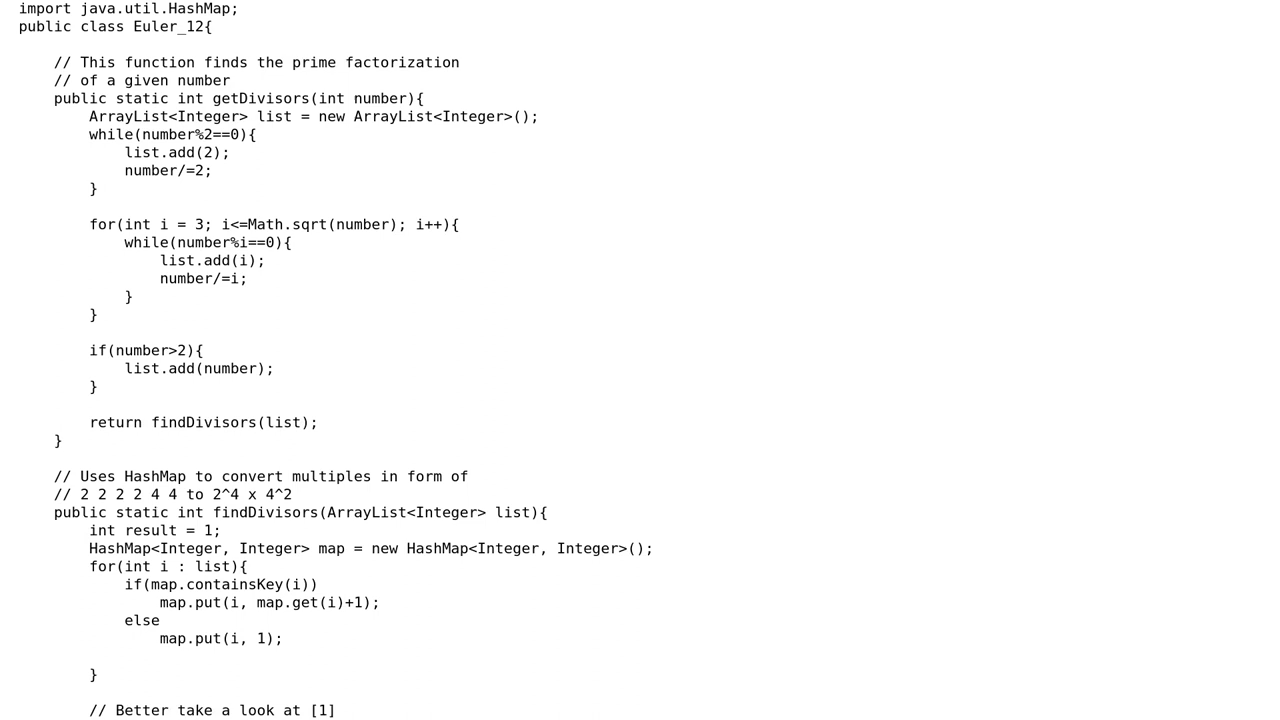 import java.util.HashMap;
public class Euler_12{
// This function finds the prime factorization
// of a given number
public static int getDivisors(int number){
ArrayList<Integer> list = new ArrayList<Integer>();
while(number%2==0){
list.add(2);
number/=2;
}
for(int i = 3; i<=Math.sqrt(number); i++){
while(number%i==0){
list.add(i);
number/=i;
}
}
if(number>2){
list.add(number);
}
return findDivisors(list);
}
// Uses HashMap to convert multiples in form of
// 2 2 2 2 4 4 to 2^4 x 4^2
public static int findDivisors(ArrayList<Integer> list){
int result = 1;
HashMap<Integer, Integer> map = new HashMap<Integer, Integer>();
for(int i : list){
if(map.containsKey(i))
map.put(i, map.get(i)+1);
else
map.put(i, 1);
}
// Better take a look at [1]